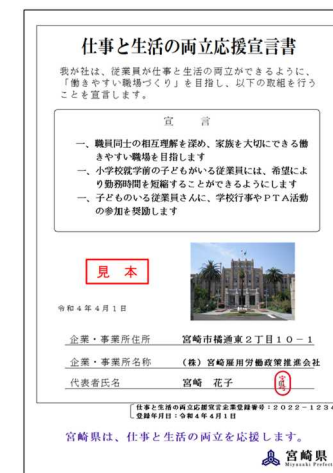 仕事と生活の両立応援宣言書
我が社は、従業員が仕事と生活の両立ができるように、
「働きやすい職場づくり」を目指し、以下の取組を行う
ことを宣言します。
宣　言
一、職員同士の相互理解を深め、家族を大切にできる働
きやすい職場を目指します
一、小学校就学前の子どもがいる従業員には、希望によ
り勤務時間を短縮することができるようにします
一、子どものいる従業員さんに、学校行事やPTA活動
の参加を奨励します
見 本
令和4年4月1日
企業・事業所住所　宮崎市橘通東2丁目10－1
企業・事業所名称　（株）宮崎雇用労働政策推進会社
代表者氏名　宮崎　花子
仕事と生活の両立応援宣言企業登録番号：2022－1234
登録年月日：令和4年4月1日
宮崎県は、仕事と生活の両立を応援します。
宮崎県
Miyazaki Prefecture